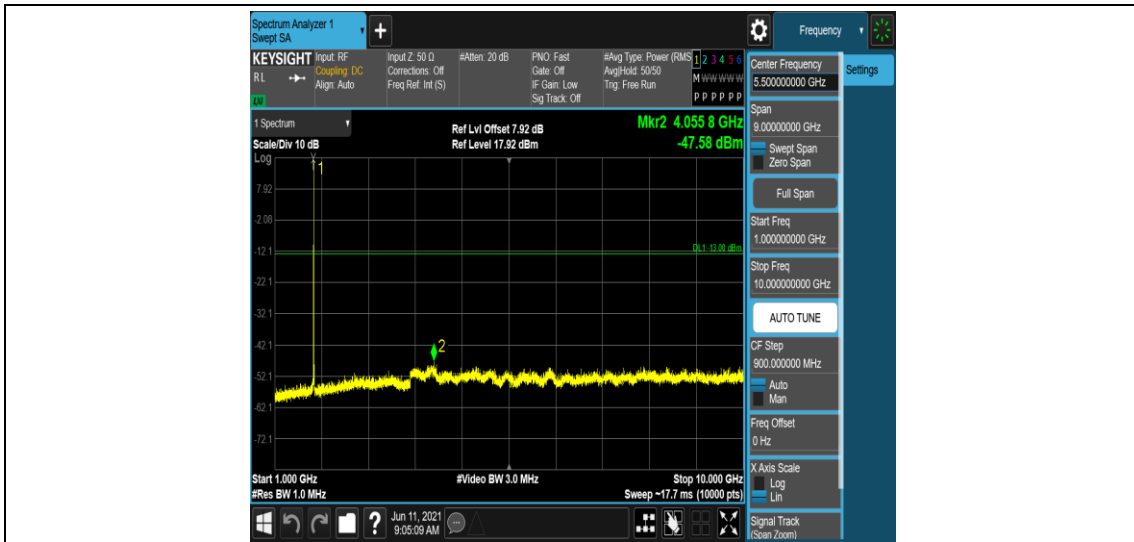 Spectrum Analyzer 1
Swept SA
+
Frequency
KEYSIGHT
RL
LXI
Input: RF
Coupling: DC
Align: Auto
Input Z: 50 Ω
Corrections: Off
Freq Ref: Int (S)
#Atten: 20 dB
PNO: Fast
Gate: Off
IF Gain: Low
Sig Track: Off
#Avg Type: Power (RMS
Avg|Hold: 50/50
Trig: Free Run
1 2 3 4 5 6
M W W W W W
P P P P P P
1 Spectrum
Scale/Div 10 dB
Log
Ref Lvl Offset 7.92 dB
Ref Level 17.92 dBm
Mkr2 4.055 8 GHz
-47.58 dBm
1
7.92
-2.08
-12.1
DL1 -13.00 dBm
-22.1
-32.1
-42.1
2
-52.1
-62.1
-72.1
Start 1.000 GHz
#Res BW 1.0 MHz
#Video BW 3.0 MHz
Stop 10.000 GHz
Sweep ~17.7 ms (10000 pts)
Center Frequency
5.500000000 GHz
Settings
Span
9.00000000 GHz
Swept Span
Zero Span
Full Span
Start Freq
1.000000000 GHz
Stop Freq
10.000000000 GHz
AUTO TUNE
CF Step
900.000000 MHz
Auto
Man
Freq Offset
0 Hz
X Axis Scale
Log
Lin
Signal Track
(Span Zoom)
?
Jun 11, 2021
9:05:09 AM